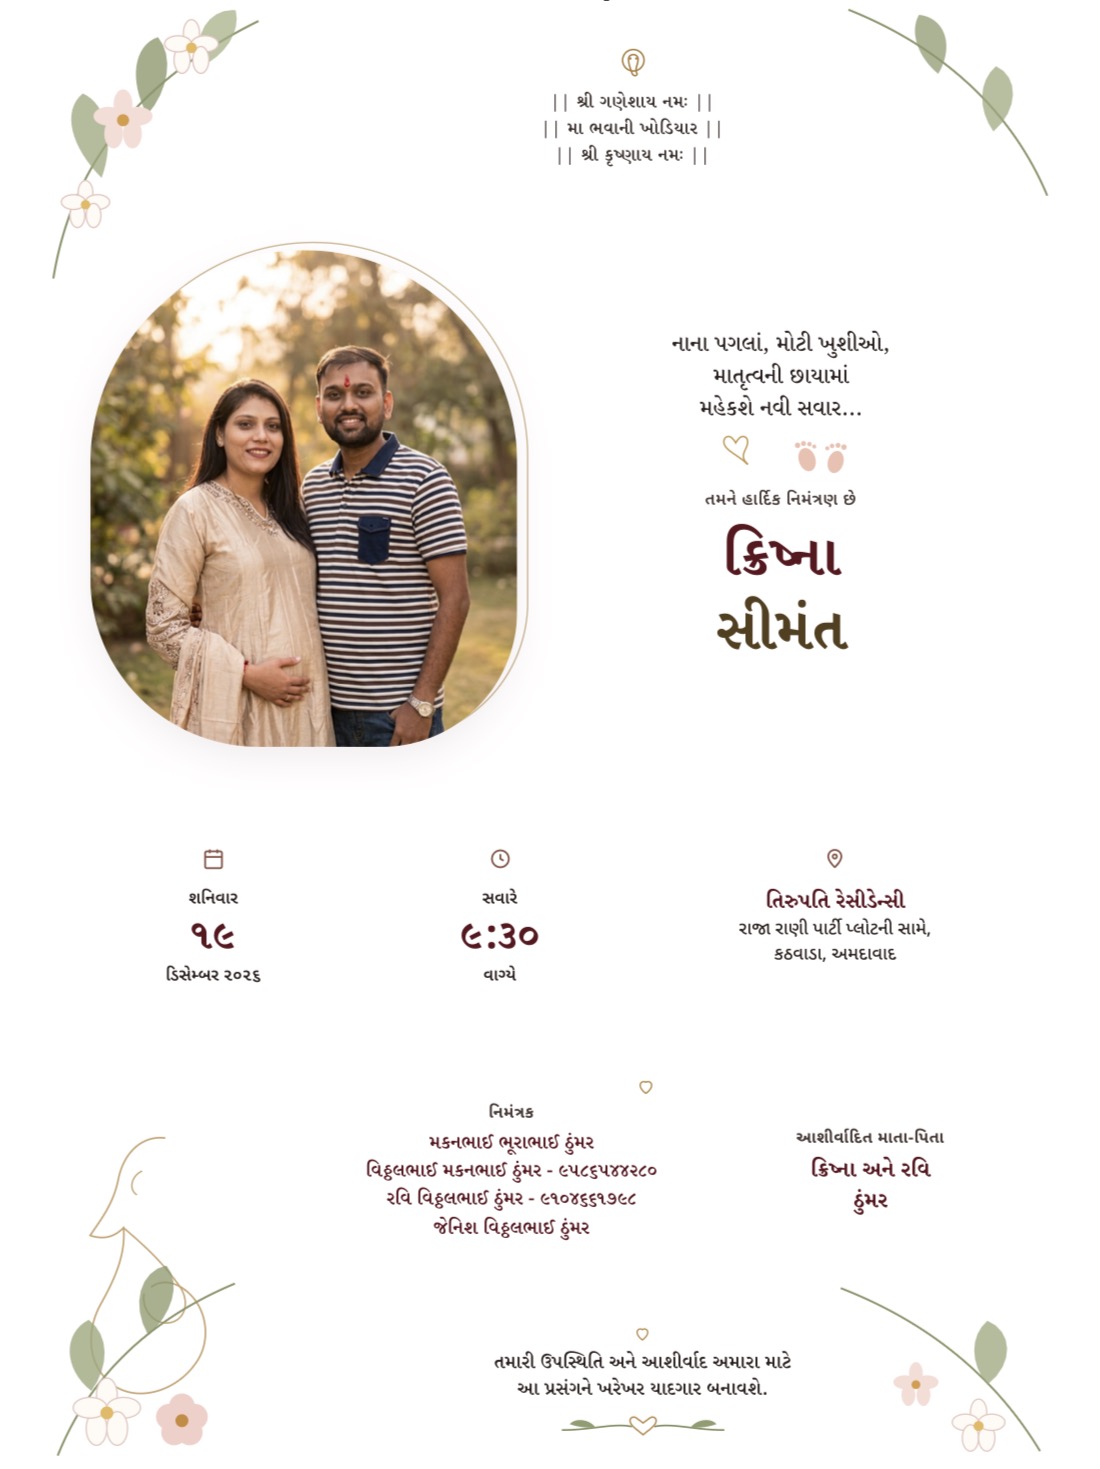 || શ્રી ગણેશાય નમઃ ||
|| મા ભવાની ખોડિયાર ||
|| શ્રી કૃષ્ણાય નમઃ ||
નાના પગલાં, મોટી ખુશીઓ,
માતૃત્વની છાયામાં
મહેકશે નવી સવાર...
તમને હાર્દિક નિમંત્રણ છે
ક્રિષ્ના
સીમંત
શનિવાર
૧૯
ડિસેમ્બર ૨૦૨૬
સવારે
૯:૩૦
વાગ્યે
તિરુપતિ રેસીડેન્સી
રાજા રાણી પાર્ટી પ્લોટની સામે,
કઠવાડા, અમદાવાદ
નિમંત્રક
મકનભાઈ ભૂરાભાઈ ઠુંમર
વિઠ્ઠલભાઈ મકનભાઈ ઠુંમર - ૯૫૮૬૫૪૪૨૮૦
રવિ વિઠ્ઠલભાઈ ઠુંમર - ૯૧૦૪૬૬૧૭૯૮
જેનિશ વિઠ્ઠલભાઈ ઠુંમર
આશીર્વાદિત માતા-પિતા
ક્રિષ્ના અને રવિ
ઠુંમર
તમારી ઉપસ્થિતિ અને આશીર્વાદ અમારા માટે
આ પ્રસંગને ખરેખર યાદગાર બનાવશે.